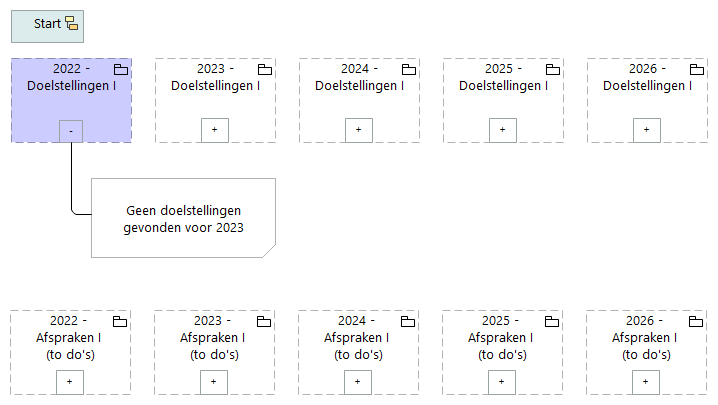 Start
2022 -
Doelstellingen I
-
2023 -
Doelstellingen I
+
2024 -
Doelstellingen I
+
2025 -
Doelstellingen I
+
2026 -
Doelstellingen I
+
Geen doelstellingen
gevonden voor 2023
2022 -
Afspraken I
(to do's)
+
2023 -
Afspraken I
(to do's)
+
2024 -
Afspraken I
(to do's)
+
2025 -
Afspraken I
(to do's)
+
2026 -
Afspraken I
(to do's)
+